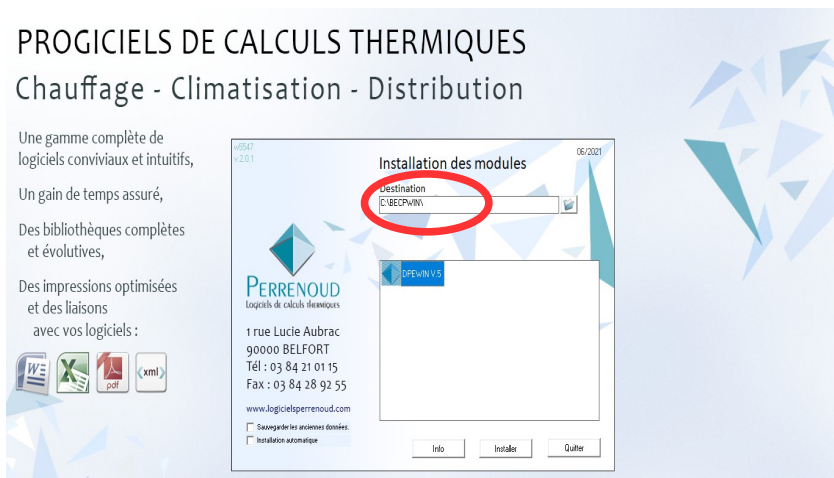 PROGICIELS DE CALCULS THERMIQUES
Chauffage - Climatisation - Distribution
Une gamme complète de
logiciels conviviaux et intuitifs,
Un gain de temps assuré,
Des bibliothèques complètes
et évolutives,
Des impressions optimisées
et des liaisons
avec vos logiciels :
W
X
pdf
<xml>
w5547
v 2.0.1
06/2021
Installation des modules
Destination
C:\BECPWIN\
DPEWIN V.5
PERRENOUD
Logiciels de calculs thermiques
1 rue Lucie Aubrac
90000 BELFORT
Tél : 03 84 21 01 15
Fax : 03 84 28 92 55
www.logicielsperrenoud.com
Sauvegarder les anciennes données.
Installation automatique
Info
Installer
Quitter